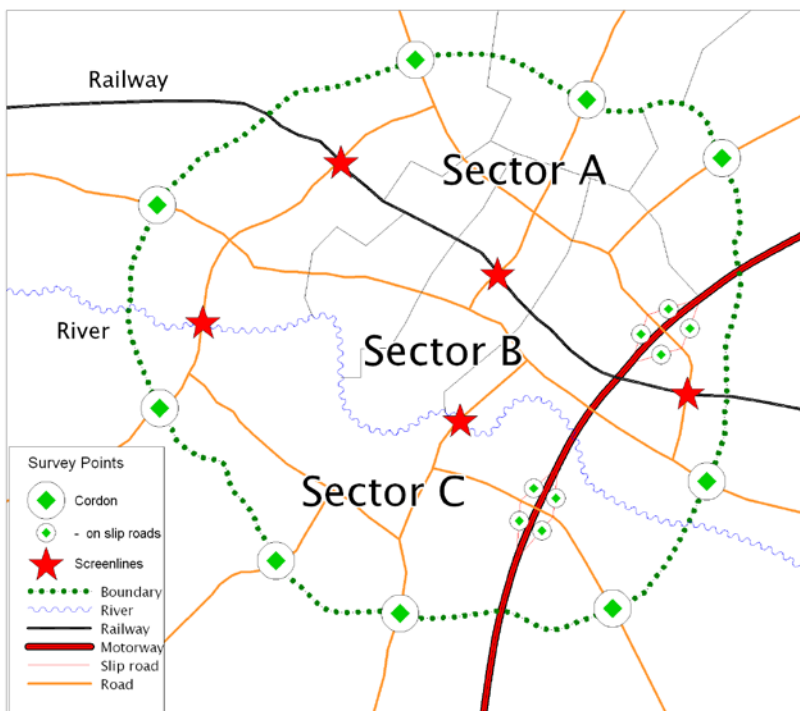 Railway
Sector A
River
Sector B
Sector C
Survey Points
Cordon
- on slip roads
Screenlines
Boundary
River
Railway
Motorway
Slip road
Road